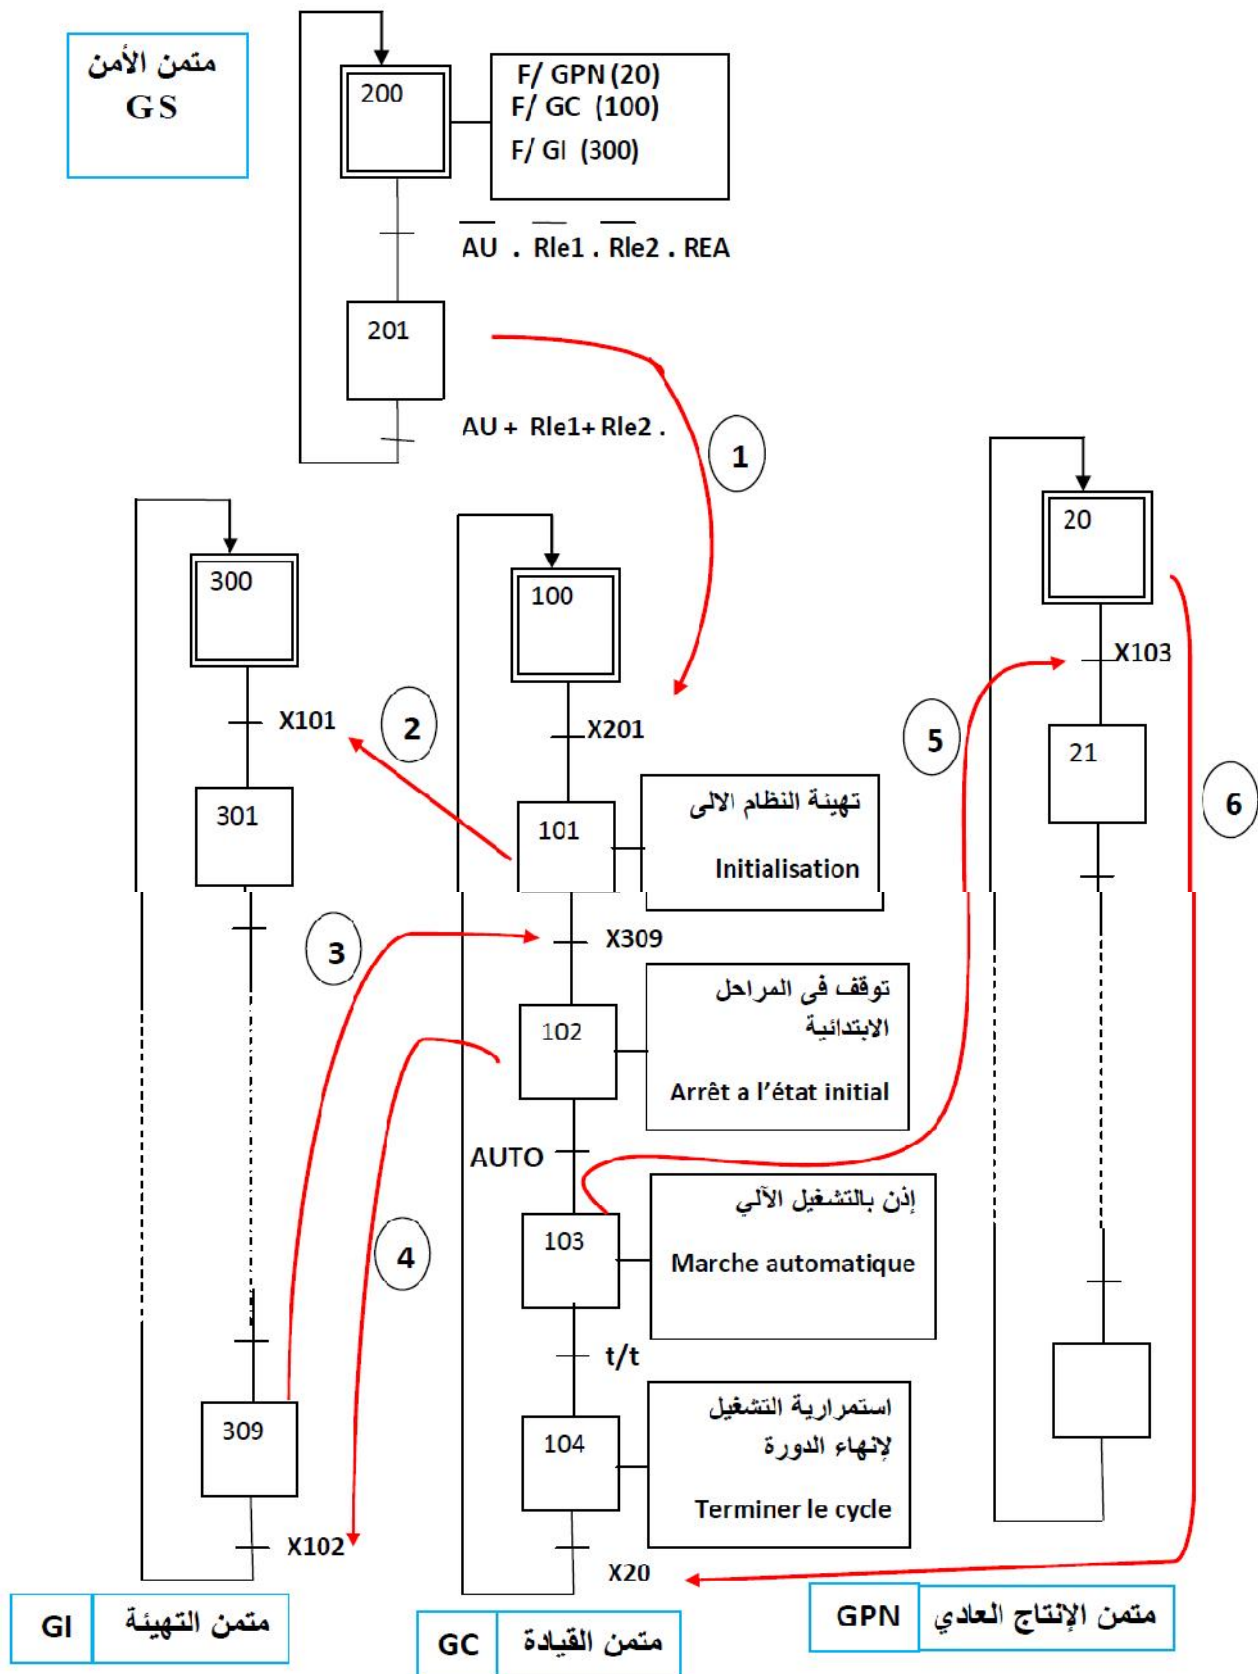 متمن الأمن
GS
200
F/ GPN (20)
F/ GC (100)
F/ GI (300)
A̅U̅ . R̅l̅e̅1̅ . R̅l̅e̅2̅ . REA
201
AU + Rle1+ Rle2 .
1
300
X101
301
2
3
309
X102
100
X201
101
تهيئة النظام الالى
Initialisation
X309
102
توقف فى المراحل
الابتدائية
Arrêt a l'état initial
AUTO
4
103
إذن بالتشغيل الآلي
Marche automatique
t/t
104
استمرارية التشغيل
لإنهاء الدورة
Terminer le cycle
X20
20
X103
5
21
6
GI
متمن التهيئة
GC
متمن القيادة
GPN
متمن الإنتاج العادي